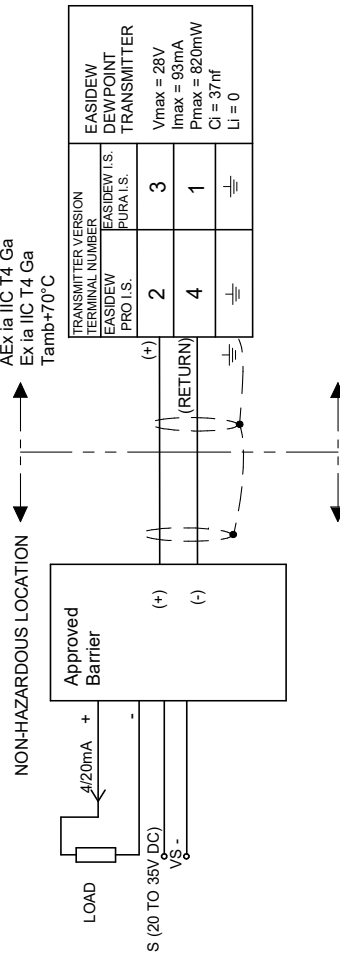 AEx ia IIC T4 Ga
Ex ia IIC T4 Ga
Tamb+70°C
NON-HAZARDOUS LOCATION
TRANSMITTER VERSION
TERMINAL NUMBER
EASIDEW
PRO I.S.
EASIDEW I.S.
PURA I.S.
2
3
4
1
EASIDEW
DEWPOINT
TRANSMITTER
Vmax = 28V
Imax = 93mA
Pmax = 820mW
Ci = 37nf
Li = 0
(+)
(RETURN)
Approved
Barrier
(+)
(-)
LOAD
4/20mA
+
-
S (20 TO 35V DC)
VS -